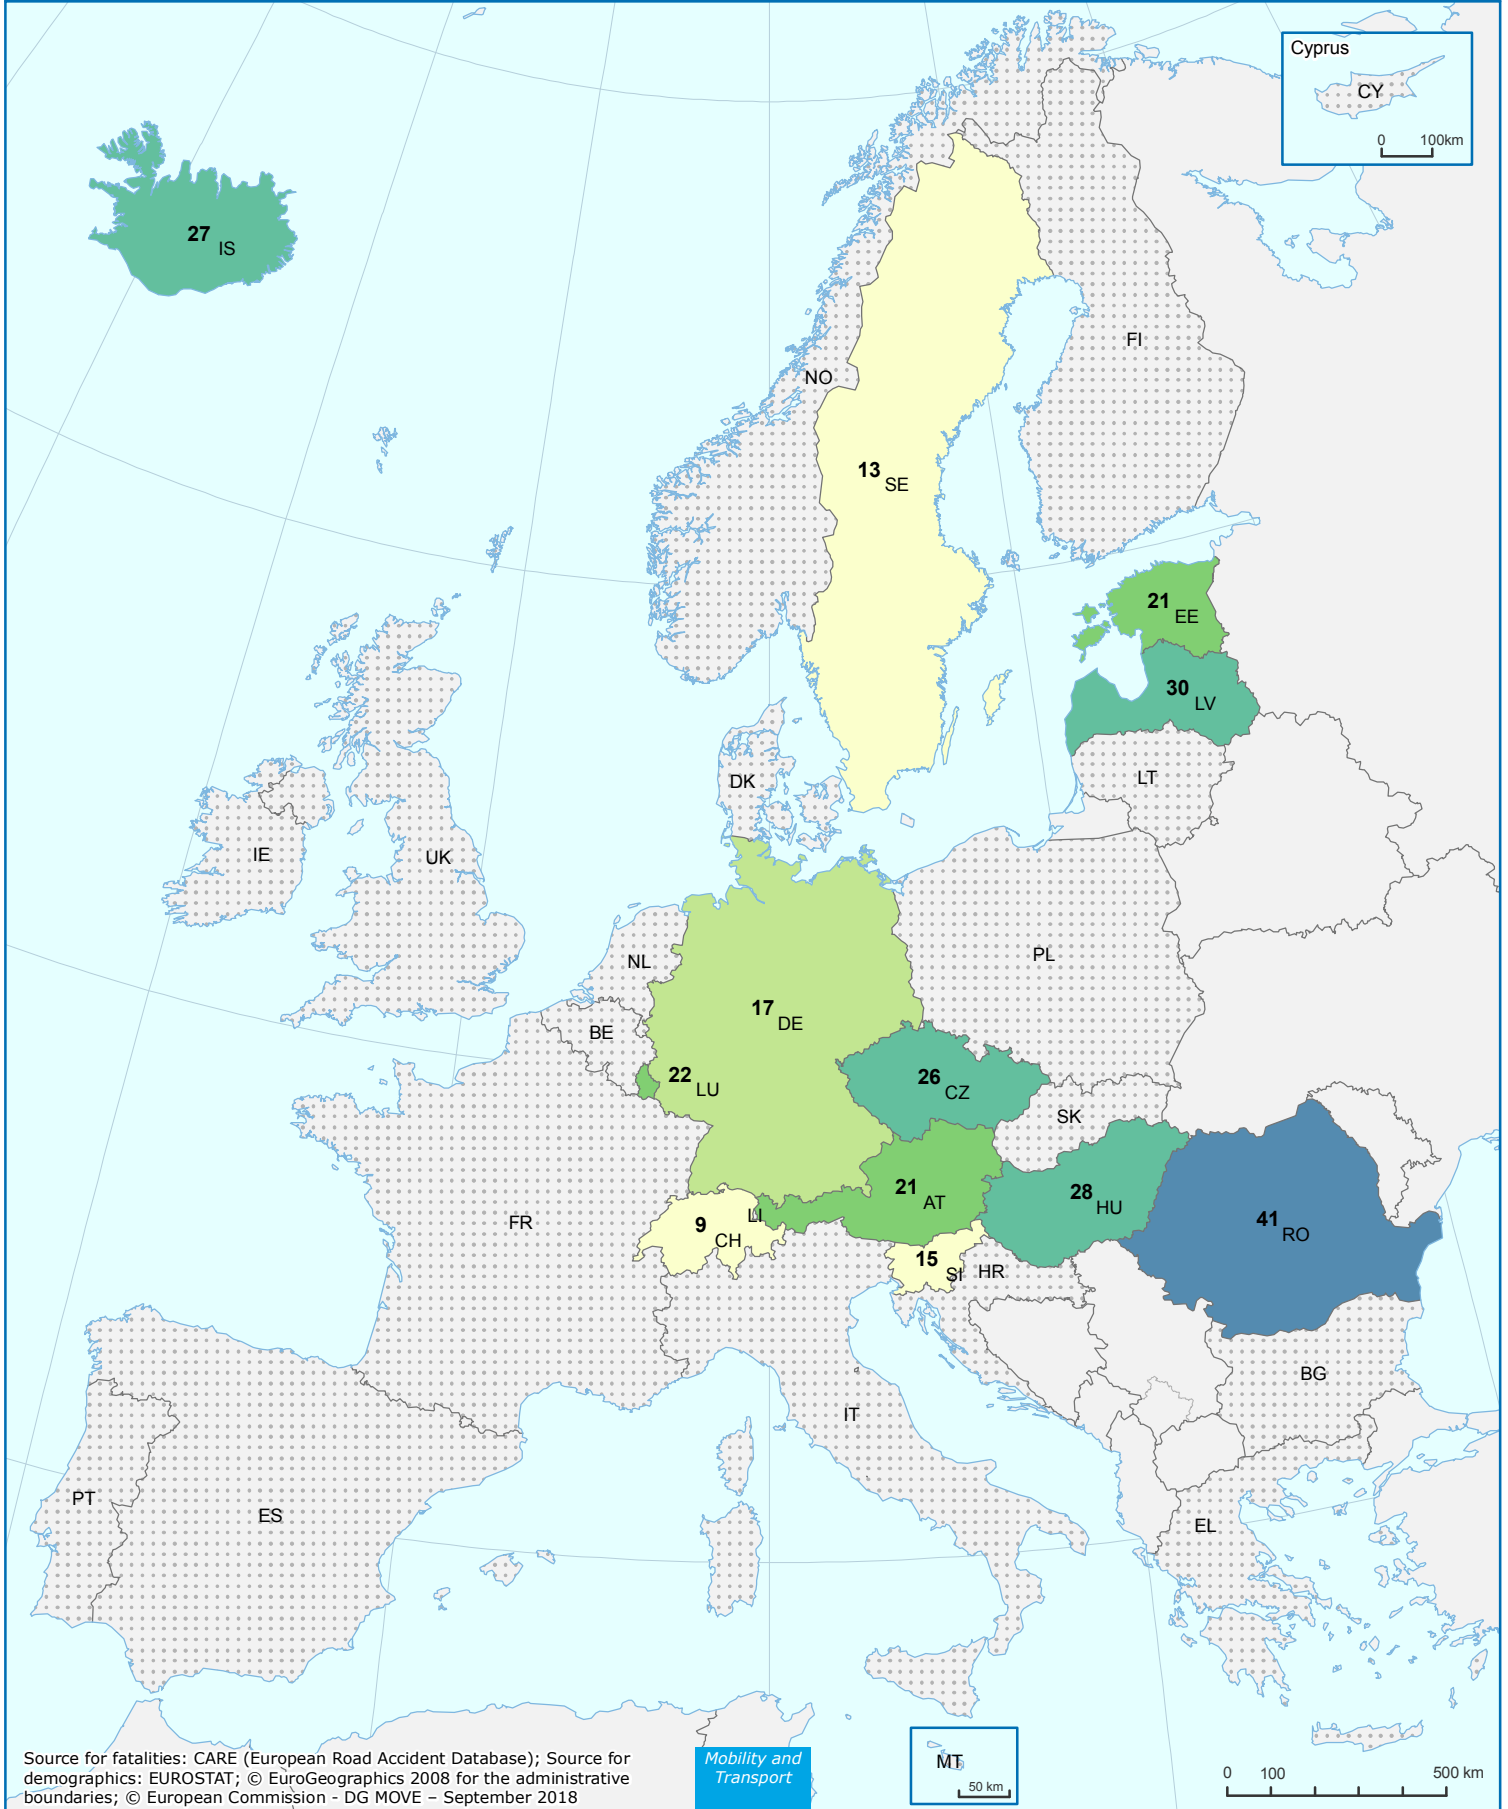 Cyprus
CY
0 100km
27 IS
FI
NO
13 SE
21 EE
30 LV
LT
DK
IE
UK
NL
PL
17 DE
BE
22 LU
26 CZ
SK
21 AT
28 HU
LI
9 CH
FR
41 RO
15 SI
HR
BG
IT
PT
ES
EL
MT
50 km
Source for fatalities: CARE (European Road Accident Database); Source for
demographics: EUROSTAT; © EuroGeographics 2008 for the administrative
boundaries; © European Commission - DG MOVE – September 2018
Mobility and
Transport
0 100 500 km